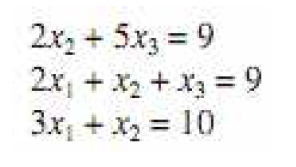 2x₂ + 5x₃ = 9
2x₁ + x₂ + x₃ = 9
3x₁ + x₂ = 10